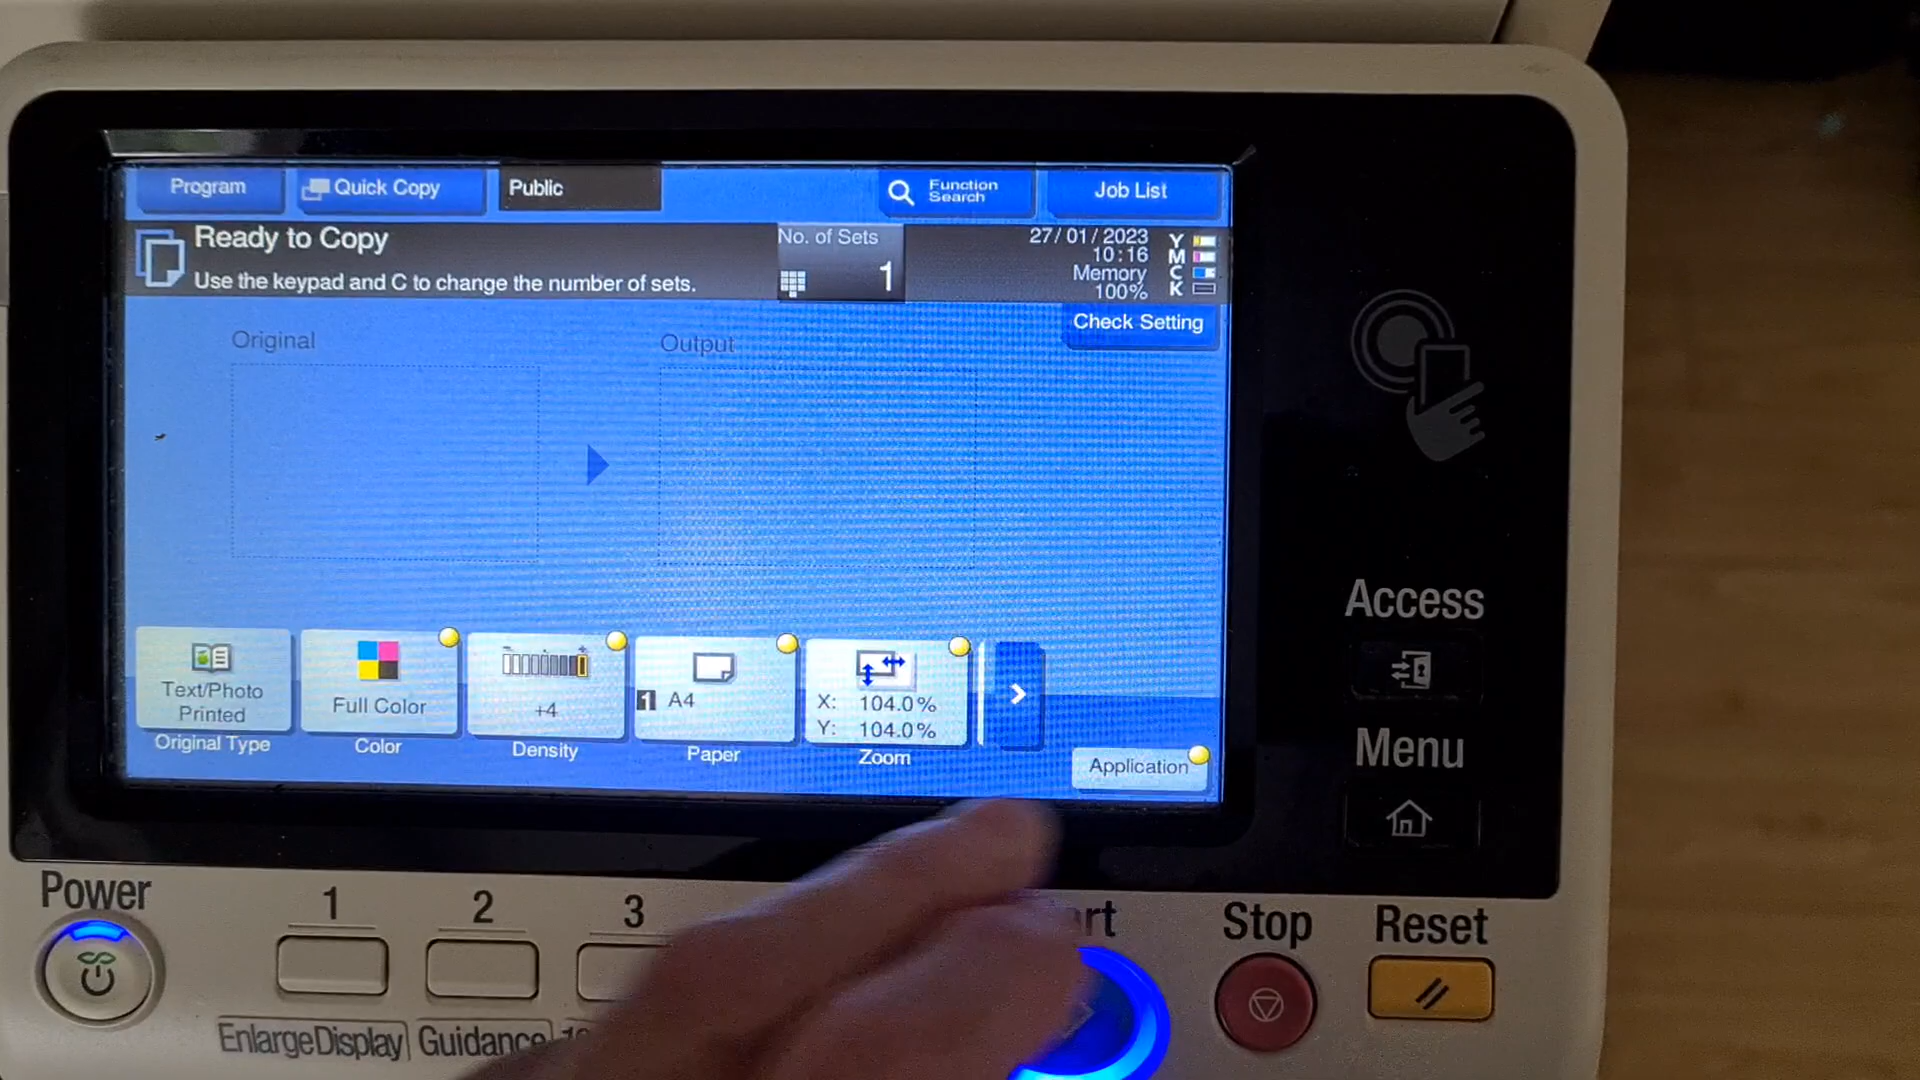 Program
Quick Copy
Public
Function
Search
Job List
Ready to Copy
Use the keypad and C to change the number of sets.
No. of Sets
1
27/01/2023
10:16
Memory
100%
Y
M
C
K
Check Setting
Original
Output
Text/Photo
Printed
Original Type
Full Color
Color
+4
Density
1 A4
Paper
X: 104.0%
Y: 104.0%
Zoom
Application
Access
Menu
Power
1
2
3
Stop
Reset
EnlargeDisplay
Guidance